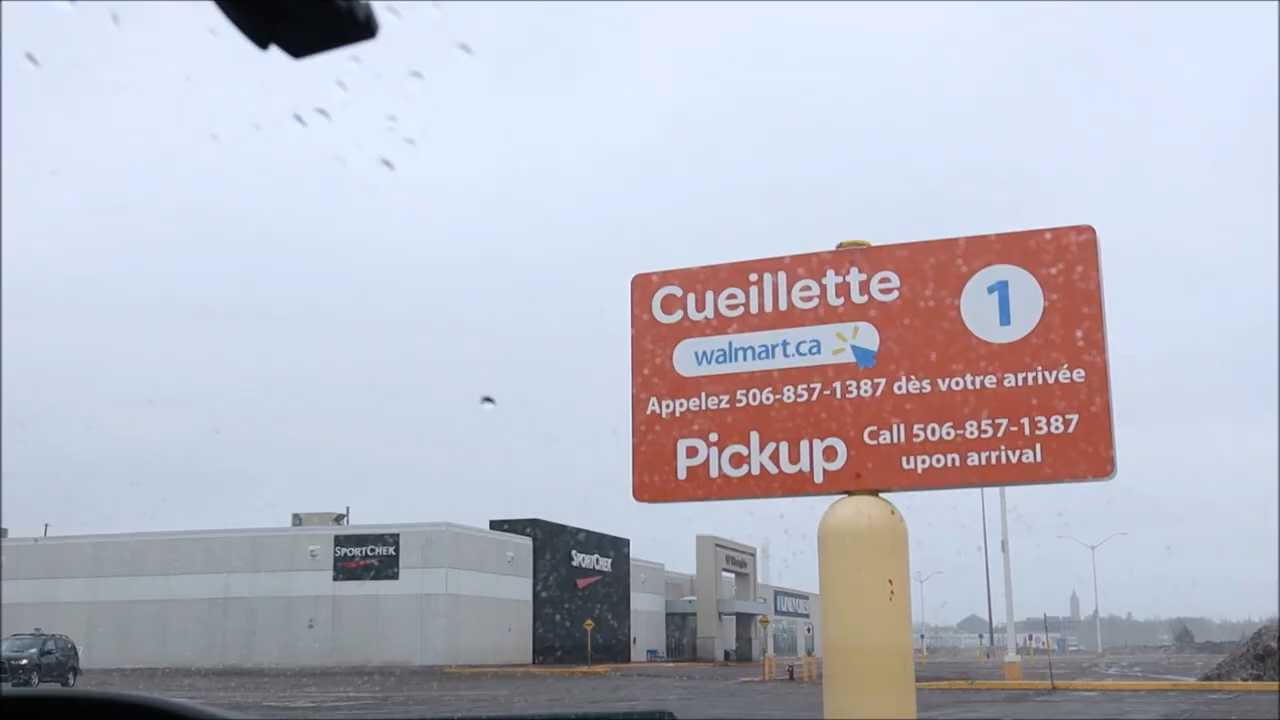 Cueillette
1
walmart.ca
Appelez 506-857-1387 dès votre arrivée
Pickup
Call 506-857-1387
upon arrival
SPORTCHEK
SPORTCHEK